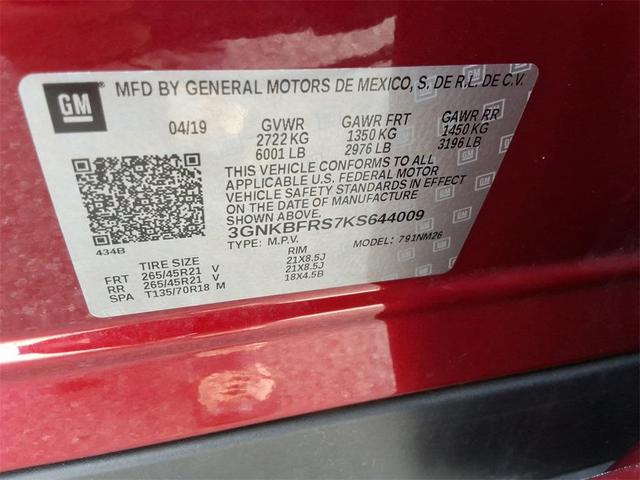 GM
MFD BY GENERAL MOTORS DE MEXICO, S. DE R.L. DE C.V.
04/19 GVWR GAWR FRT GAWR RR
2722 KG 1350 KG 1450 KG
6001 LB 2976 LB 3196 LB
THIS VEHICLE CONFORMS TO ALL
APPLICABLE U.S. FEDERAL MOTOR
VEHICLE SAFETY STANDARDS IN EFFECT
ON THE DATE OF MANUFACTURE
SHOWN ABOVE.
3GNKBFRS7KS644009
434B TYPE: M.P.V. MODEL: 791NM26
TIRE SIZE RIM
FRT 265/45R21 V 21X8.5J
RR 265/45R21 V 21X8.5J
SPA T135/70R18 M 18X4.5B